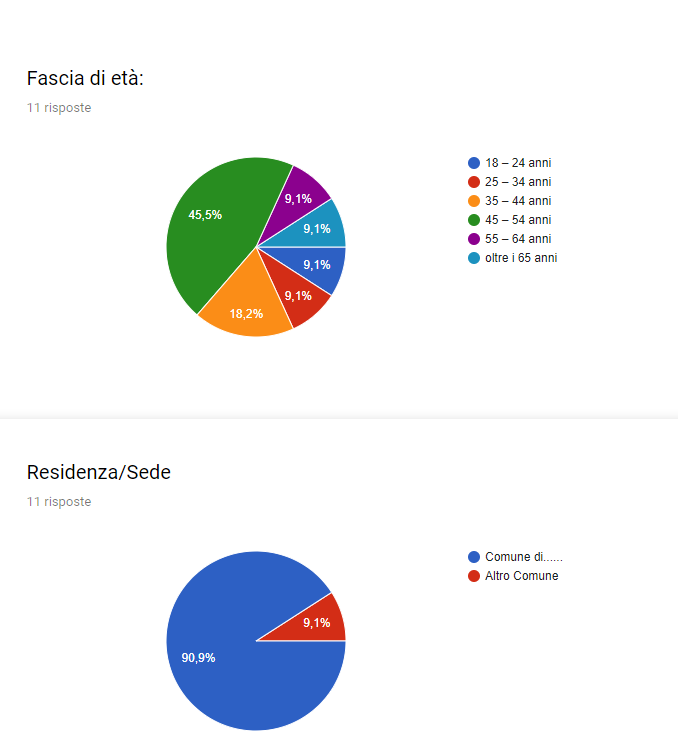 Fascia di età:
11 risposte
18 – 24 anni
25 – 34 anni
35 – 44 anni
45 – 54 anni
55 – 64 anni
oltre i 65 anni
45,5%
9,1%
9,1%
9,1%
9,1%
18,2%
Residenza/Sede
11 risposte
Comune di......
Altro Comune
9,1%
90,9%